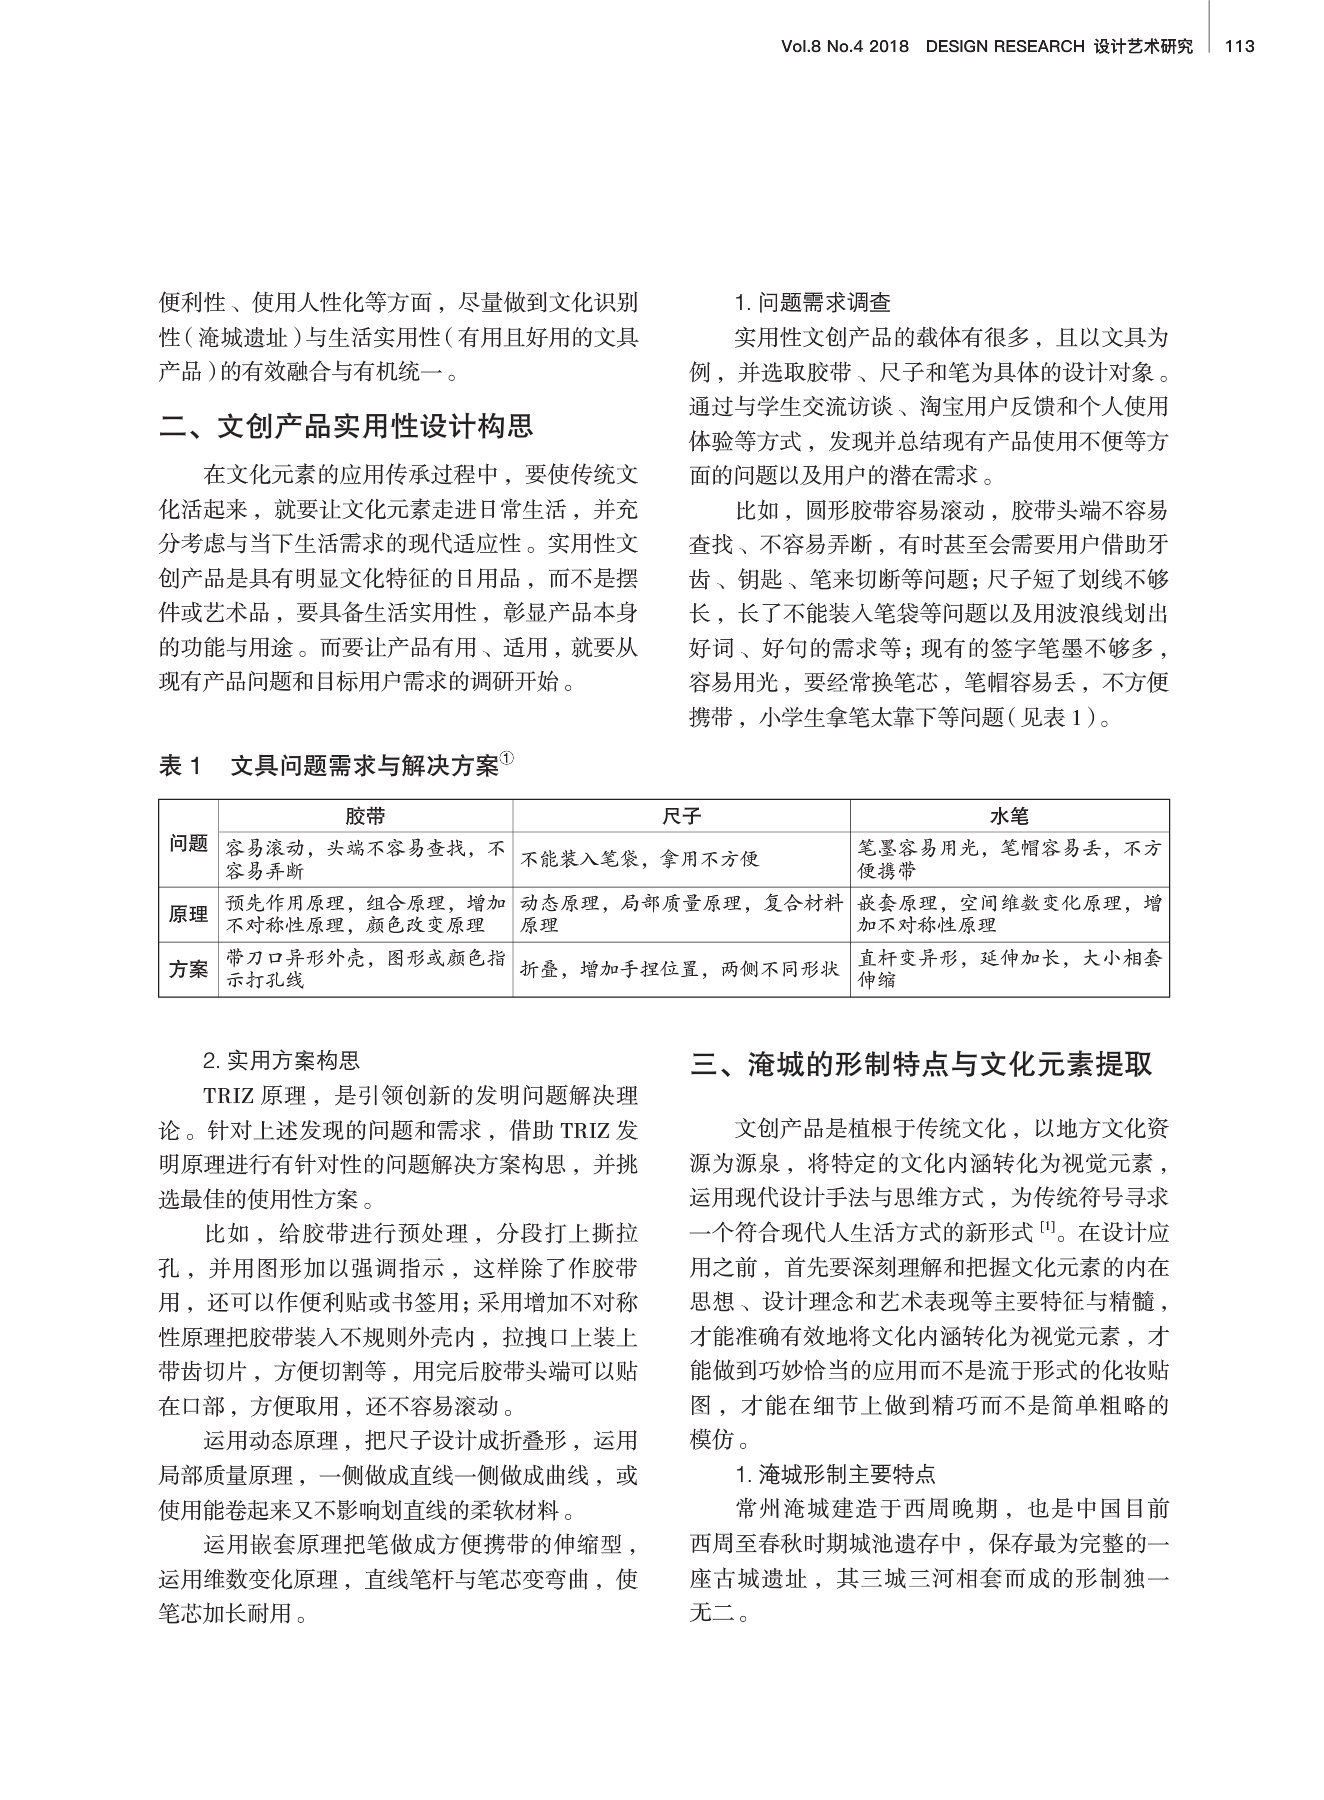 Vol.8 No.4 2018 DESIGN RESEARCH 设计艺术研究 113
便利性、使用人性化等方面，尽量做到文化识别
性（淹城遗址）与生活实用性（有用且好用的文具
产品）的有效融合与有机统一。
二、文创产品实用性设计构思
在文化元素的应用传承过程中，要使传统文
化活起来，就要让文化元素走进日常生活，并充
分考虑与当下生活需求的现代适应性。实用性文
创产品是具有明显文化特征的日用品，而不是摆
件或艺术品，要具备生活实用性，彰显产品本身
的功能与用途。而要让产品有用、适用，就要从
现有产品问题和目标用户需求的调研开始。
1. 问题需求调查
实用性文创产品的载体有很多，且以文具为
例，并选取胶带、尺子和笔为具体的设计对象。
通过与学生交流访谈、淘宝用户反馈和个人使用
体验等方式，发现并总结现有产品使用不便等方
面的问题以及用户的潜在需求。
比如，圆形胶带容易滚动，胶带头端不容易
查找、不容易弄断，有时甚至会需要用户借助牙
齿、钥匙、笔来切断等问题；尺子短了划线不够
长，长了不能装入笔袋等问题以及用波浪线划出
好词、好句的需求等；现有的签字笔墨不够多，
容易用光，要经常换笔芯，笔帽容易丢，不方便
携带，小学生拿笔太靠下等问题（见表 1）。
表 1 文具问题需求与解决方案①
问题 胶带 尺子 水笔
容易滚动，头端不容易查找，不
容易弄断
不能装入笔袋，拿用不方便
笔墨容易用光，笔帽容易丢，不方
便携带
原理
预先作用原理，组合原理，增加
不对称性原理，颜色改变原理
动态原理，局部质量原理，复合材料
原理
嵌套原理，空间维数变化原理，增
加不对称性原理
方案
带刀口异形外壳，图形或颜色指
示打孔线
折叠，增加手捏位置，两侧不同形状
直杆变异形，延伸加长，大小相套
伸缩
2. 实用方案构思
TRIZ 原理，是引领创新的发明问题解决理
论。针对上述发现的问题和需求，借助 TRIZ 发
明原理进行有针对性的问题解决方案构思，并挑
选最佳的使用性方案。
比如，给胶带进行预处理，分段打上撕拉
孔，并用图形加以强调指示，这样除了作胶带
用，还可以作便利贴或书签用；采用增加不对称
性原理把胶带装入不规则外壳内，拉拽口上装上
带齿切片，方便切割等，用完后胶带头端可以贴
在口部，方便取用，还不容易滚动。
运用动态原理，把尺子设计成折叠形，运用
局部质量原理，一侧做成直线一侧做成曲线，或
使用能卷起来又不影响划直线的柔软材料。
运用嵌套原理把笔做成方便携带的伸缩型，
运用维数变化原理，直线笔杆与笔芯变弯曲，使
笔芯加长耐用。
三、淹城的形制特点与文化元素提取
文创产品是植根于传统文化，以地方文化资
源为源泉，将特定的文化内涵转化为视觉元素，
运用现代设计手法与思维方式，为传统符号寻求
一个符合现代人生活方式的新形式[1]。在设计应
用之前，首先要深刻理解和把握文化元素的内在
思想、设计理念和艺术表现等主要特征与精髓，
才能准确有效地将文化内涵转化为视觉元素，才
能做到巧妙恰当的应用而不是流于形式的化妆贴
图，才能在细节上做到精巧而不是简单粗略的
模仿。
1. 淹城形制主要特点
常州淹城建造于西周晚期，也是中国目前
西周至春秋时期城池遗存中，保存最为完整的一
座古城遗址，其三城三河相套而成的形制独一
无二。